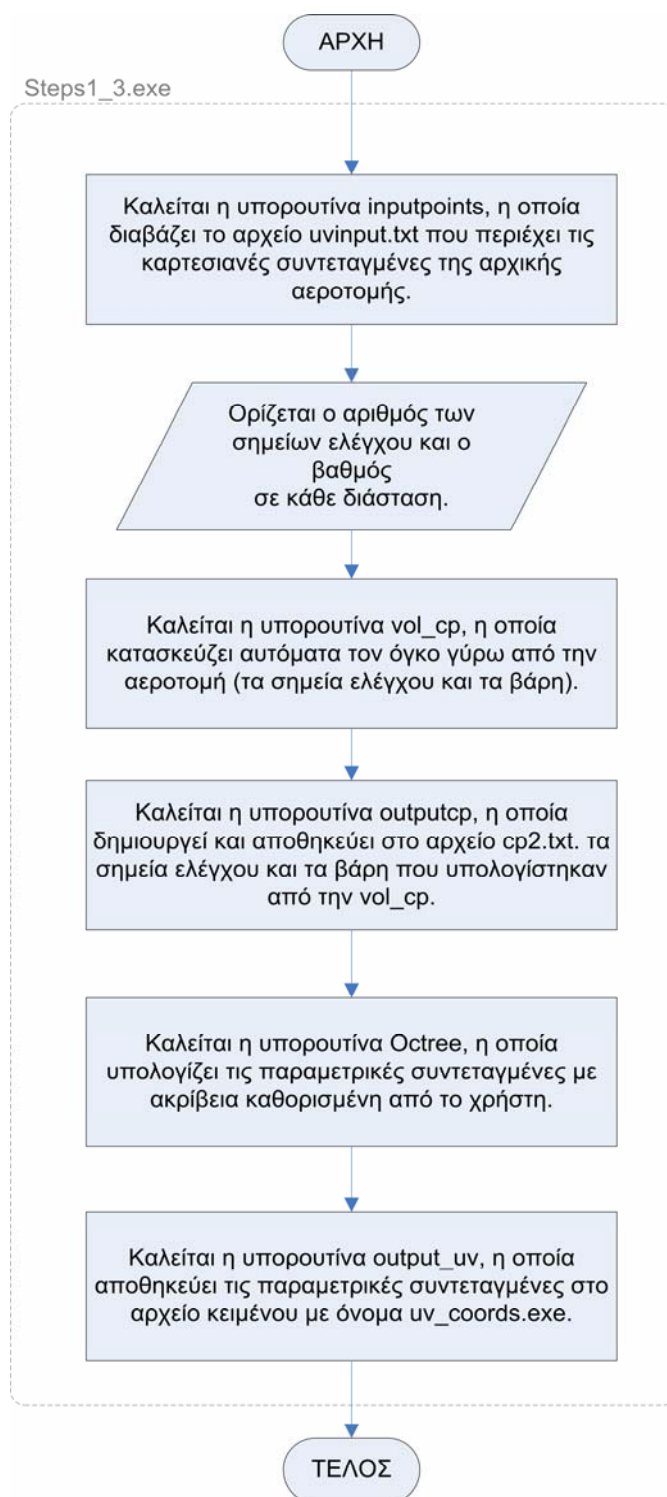 ΑΡΧΗ
Steps1_3.exe
Καλείται η υπορουτίνα inputpoints, η οποία
διαβάζει το αρχείο uvinput.txt που περιέχει τις
καρτεσιανές συντεταγμένες της αρχικής
αεροτομής.
Ορίζεται ο αριθμός των
σημείων ελέγχου και ο
βαθμός
σε κάθε διάσταση.
Καλείται η υπορουτίνα vol_cp, η οποία
κατασκεύζει αυτόματα τον όγκο γύρω από την
αεροτομή (τα σημεία ελέγχου και τα βάρη).
Καλείται η υπορουτίνα outputcp, η οποία
δημιουργεί και αποθηκεύει στο αρχείο cp2.txt. τα
σημεία ελέγχου και τα βάρη που υπολογίστηκαν
από την vol_cp.
Καλείται η υπορουτίνα Octree, η οποία
υπολογίζει τις παραμετρικές συντεταγμένες με
ακρίβεια καθορισμένη από το χρήστη.
Καλείται η υπορουτίνα output_uv, η οποία
αποθηκεύει τις παραμετρικές συντεταγμένες στο
αρχείο κειμένου με όνομα uv_coords.exe.
ΤΕΛΟΣ